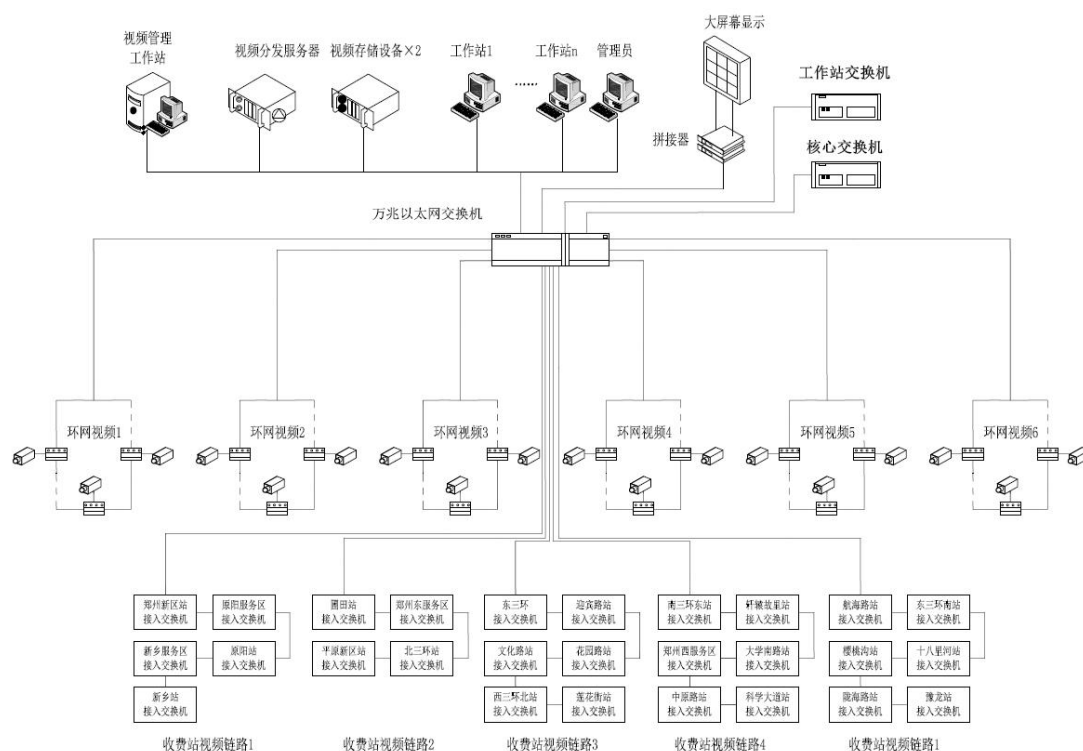 视频管理
工作站
视频分发服务器
视频存储设备×2
工作站1
……
工作站n
管理员
大屏幕显示
工作站交换机
拼接器
核心交换机
万兆以太网交换机
环网视频1
环网视频2
环网视频3
环网视频4
环网视频5
环网视频6
郑州新区站
接入交换机
原阳服务区
接入交换机
新乡服务区
接入交换机
原阳站
接入交换机
新乡站
接入交换机
圃田站
接入交换机
郑州东服务区
接入交换机
平原新区站
接入交换机
北三环站
接入交换机
东三环
接入交换机
迎宾路站
接入交换机
文化路站
接入交换机
花园路站
接入交换机
西三环北站
接入交换机
莲花街站
接入交换机
南三环东站
接入交换机
轩辕故里站
接入交换机
郑州西服务区
接入交换机
大学南路站
接入交换机
中原路站
接入交换机
科学大道站
接入交换机
航海路站
接入交换机
东三环南站
接入交换机
樱桃沟站
接入交换机
十八里河站
接入交换机
陇海路站
接入交换机
豫龙站
接入交换机
收费站视频链路1
收费站视频链路2
收费站视频链路3
收费站视频链路4
收费站视频链路1